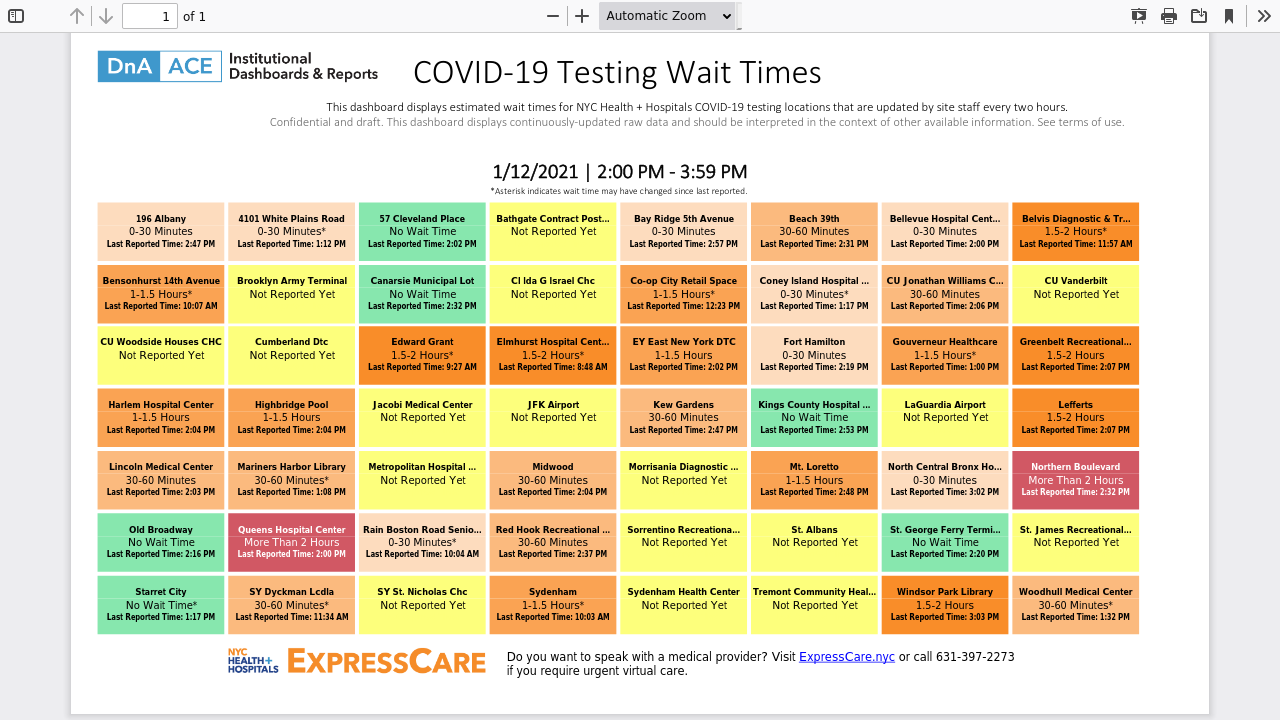 1 of 1 Automatic Zoom
DnA ACE Institutional
Dashboards & Reports
COVID-19 Testing Wait Times
This dashboard displays estimated wait times for NYC Health + Hospitals COVID-19 testing locations that are updated by site staff every two hours.
Confidential and draft. This dashboard displays continuously-updated raw data and should be interpreted in the context of other available information. See terms of use.
1/12/2021 | 2:00 PM - 3:59 PM
*Asterisk indicates wait time may have changed since last reported.
196 Albany
0-30 Minutes
Last Reported Time: 2:47 PM
4101 White Plains Road
0-30 Minutes*
Last Reported Time: 1:12 PM
57 Cleveland Place
No Wait Time
Last Reported Time: 2:02 PM
Bathgate Contract Post...
Not Reported Yet
Bay Ridge 5th Avenue
0-30 Minutes
Last Reported Time: 2:57 PM
Beach 39th
30-60 Minutes
Last Reported Time: 2:31 PM
Bellevue Hospital Cent...
0-30 Minutes
Last Reported Time: 2:00 PM
Belvis Diagnostic & Tr...
1.5-2 Hours*
Last Reported Time: 11:57 AM
Bensonhurst 14th Avenue
1-1.5 Hours*
Last Reported Time: 10:07 AM
Brooklyn Army Terminal
Not Reported Yet
Canarsie Municipal Lot
No Wait Time
Last Reported Time: 2:32 PM
Cl Ida G Israel Chc
Not Reported Yet
Co-op City Retail Space
1-1.5 Hours*
Last Reported Time: 12:23 PM
Coney Island Hospital ...
0-30 Minutes*
Last Reported Time: 1:17 PM
CU Jonathan Williams C...
30-60 Minutes
Last Reported Time: 2:06 PM
CU Vanderbilt
Not Reported Yet
CU Woodside Houses CHC
Not Reported Yet
Cumberland Dtc
Not Reported Yet
Edward Grant
1.5-2 Hours*
Last Reported Time: 9:27 AM
Elmhurst Hospital Cent...
1.5-2 Hours*
Last Reported Time: 8:48 AM
EY East New York DTC
1-1.5 Hours
Last Reported Time: 2:02 PM
Fort Hamilton
0-30 Minutes
Last Reported Time: 2:19 PM
Gouverneur Healthcare
1-1.5 Hours*
Last Reported Time: 1:00 PM
Greenbelt Recreational...
1.5-2 Hours
Last Reported Time: 2:07 PM
Harlem Hospital Center
1-1.5 Hours
Last Reported Time: 2:04 PM
Highbridge Pool
1-1.5 Hours
Last Reported Time: 2:04 PM
Jacobi Medical Center
Not Reported Yet
JFK Airport
Not Reported Yet
Kew Gardens
30-60 Minutes
Last Reported Time: 2:47 PM
Kings County Hospital ...
No Wait Time
Last Reported Time: 2:53 PM
LaGuardia Airport
Not Reported Yet
Lefferts
1.5-2 Hours
Last Reported Time: 2:07 PM
Lincoln Medical Center
30-60 Minutes
Last Reported Time: 2:03 PM
Mariners Harbor Library
30-60 Minutes*
Last Reported Time: 1:08 PM
Metropolitan Hospital ...
Not Reported Yet
Midwood
30-60 Minutes
Last Reported Time: 2:04 PM
Morrisania Diagnostic ...
Not Reported Yet
Mt. Loretto
1-1.5 Hours
Last Reported Time: 2:48 PM
North Central Bronx Ho...
0-30 Minutes
Last Reported Time: 3:02 PM
Northern Boulevard
More Than 2 Hours
Last Reported Time: 2:32 PM
Old Broadway
No Wait Time
Last Reported Time: 2:16 PM
Queens Hospital Center
More Than 2 Hours
Last Reported Time: 2:00 PM
Rain Boston Road Senio...
0-30 Minutes*
Last Reported Time: 10:04 AM
Red Hook Recreational ...
30-60 Minutes
Last Reported Time: 2:37 PM
Sorrentino Recreationa...
Not Reported Yet
St. Albans
Not Reported Yet
St. George Ferry Termi...
No Wait Time
Last Reported Time: 2:20 PM
St. James Recreational...
Not Reported Yet
Starret City
No Wait Time*
Last Reported Time: 1:17 PM
SY Dyckman Lcdla
30-60 Minutes*
Last Reported Time: 11:34 AM
SY St. Nicholas Chc
Not Reported Yet
Sydenham
1-1.5 Hours*
Last Reported Time: 10:03 AM
Sydenham Health Center
Not Reported Yet
Tremont Community Heal...
Not Reported Yet
Windsor Park Library
1.5-2 Hours
Last Reported Time: 3:03 PM
Woodhull Medical Center
30-60 Minutes*
Last Reported Time: 1:32 PM
NYC
HEALTH+
HOSPITALS
EXPRESSCARE
Do you want to speak with a medical provider? Visit ExpressCare.nyc or call 631-397-2273
if you require urgent virtual care.